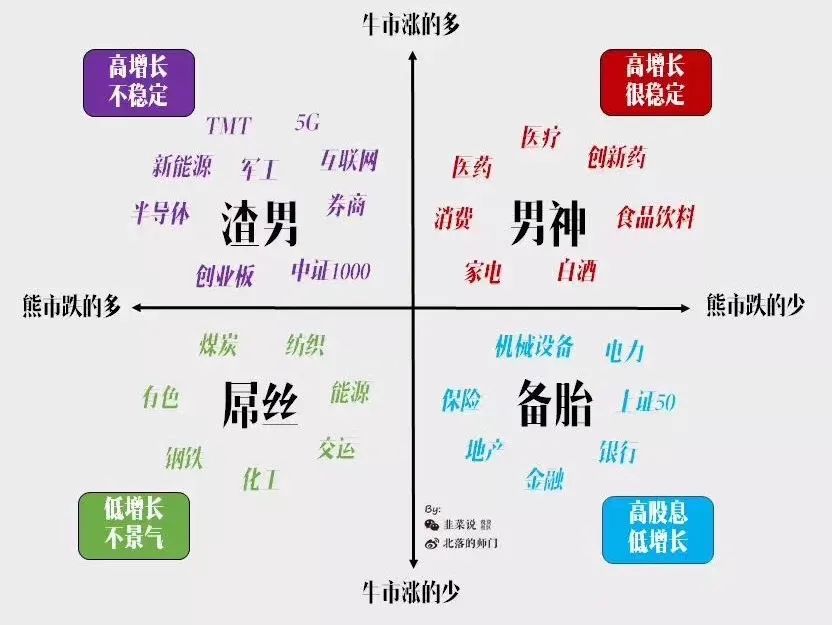 牛市涨的多
高增长
不稳定
高增长
很稳定
TMT
5G
新能源
军工
互联网
半导体
渣男
券商
创业板
中证1000
医疗
医药
创新药
消费
男神
食品饮料
家电
白酒
熊市跌的多
熊市跌的少
煤炭
纺织
有色
屌丝
能源
钢铁
化工
交运
机械设备
电力
保险
备胎
上证50
地产
银行
金融
低增长
不景气
By:
韭菜说
北落的师门
高股息
低增长
牛市涨的少